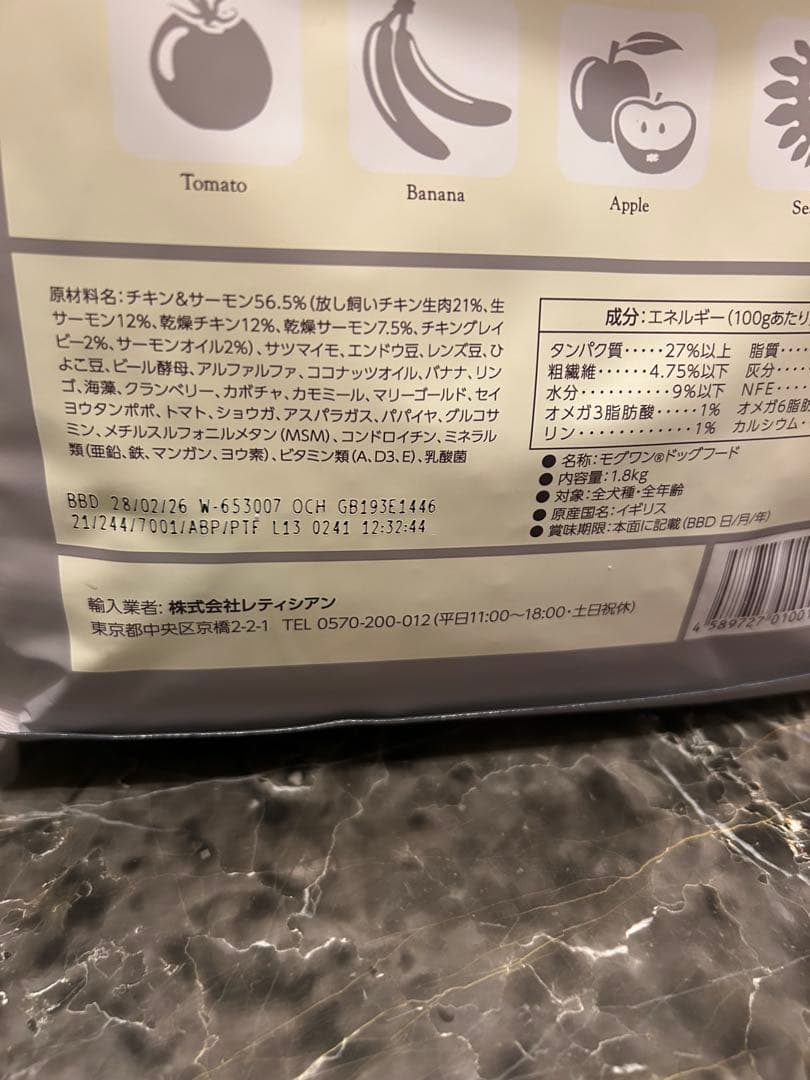 Tomato
Banana
Apple
原材料名:チキン&サーモン56.5%(放し飼いチキン生肉21%、生
サーモン12%、乾燥チキン12%、乾燥サーモン7.5%、チキングレイ
ビー2%、サーモンオイル2%)、サツマイモ、エンドウ豆、レンズ豆、ひ
よこ豆、ビール酵母、アルファルファ、ココナッツオイル、バナナ、リン
ゴ、海藻、クランベリー、カボチャ、カモミール、マリーゴールド、セイ
ヨウタンポポ、トマト、ショウガ、アスパラガス、パパイヤ、グルコサ
ミン、メチルスルフォニルメタン(MSM)、コンドロイチン、ミネラル
類(亜鉛、鉄、マンガン、ヨウ素)、ビタミン類(A、D3、E)、乳酸菌
BBD 28/02/26 W-653007 OCH GB193E1446
21/244/7001/ABP/PTF L13 0241 12:32:44
成分:エネルギー(100gあたり
タンパク質・・・・・27%以上 脂質・・・・
粗繊維・・・・・・4.75%以下 灰分・・・・
水分・・・・・・・・・・9%以下 NFE・・・・
オメガ3脂肪酸・・・・・1% オメガ6脂肪
リン・・・・・・・・・・・・1% カルシウム・・
● 名称:モグワン®ドッグフード
● 内容量:1.8kg
● 対象:全犬種・全年齢
● 原産国名:イギリス
● 賞味期限:本面に記載(BBD 日/月/年)
輸入業者: 株式会社レティシアン
東京都中央区京橋2-2-1 TEL 0570-200-012(平日11:00〜18:00・土日祝休)
4 589727 01001